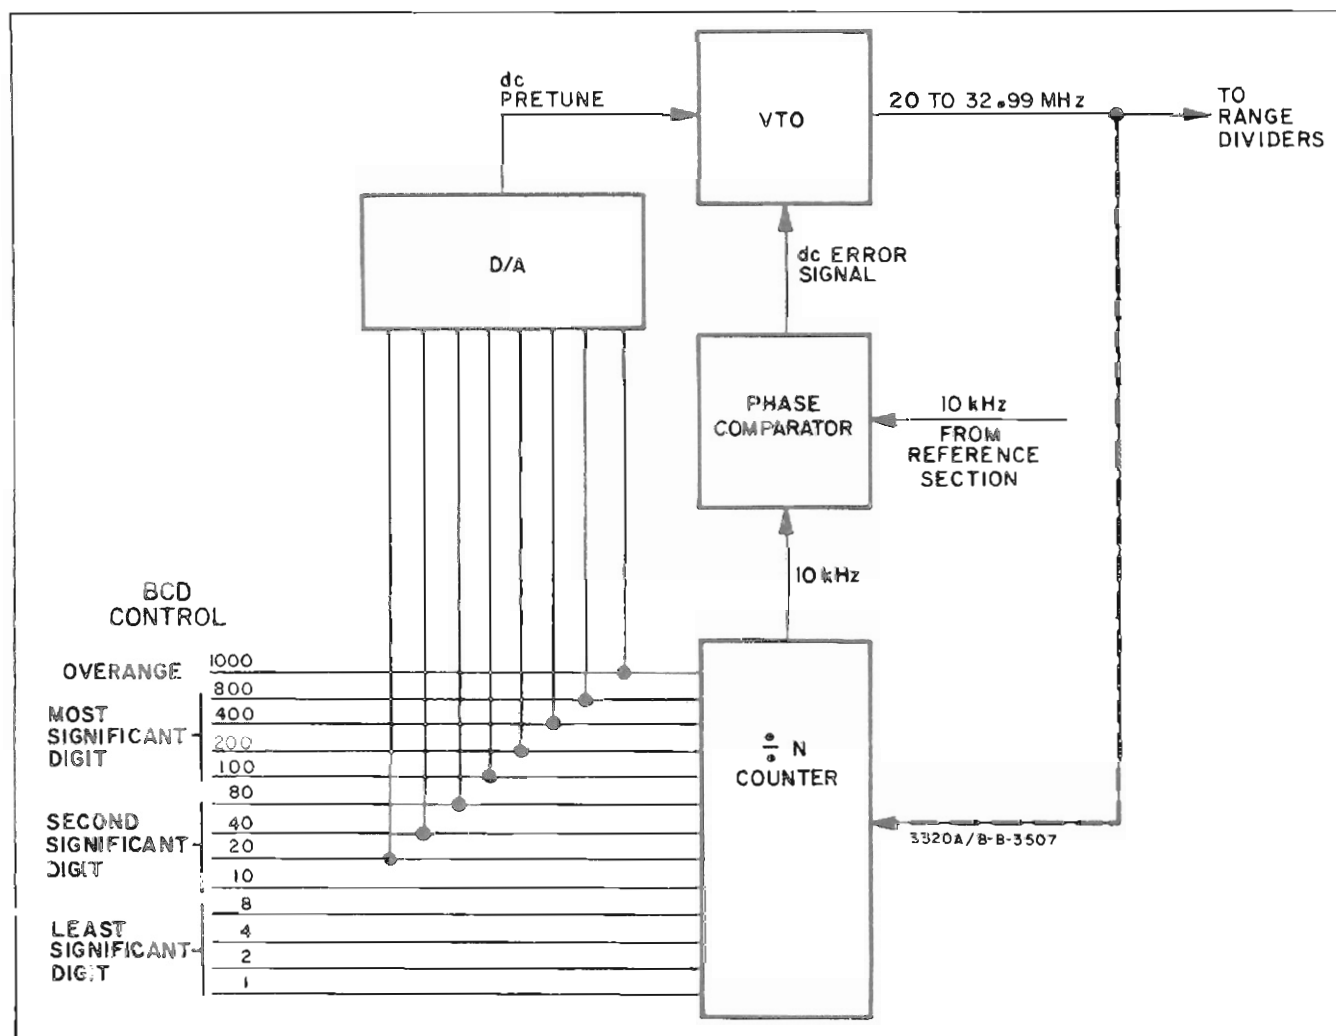 dc
PRETUNE
VTO
20 TO 32.99 MHz
TO
RANGE
DIVIDERS
D/A
dc ERROR
SIGNAL
PHASE
COMPARATOR
10 kHz
FROM
REFERENCE
SECTION
10 kHz
BCD
CONTROL
OVERANGE
1000
MOST
SIGNIFICANT
DIGIT
800
400
200
100
SECOND
SIGNIFICANT
DIGIT
80
40
20
10
LEAST
SIGNIFICANT
DIGIT
8
4
2
1
÷ N
COUNTER
3320A/B-B-3507